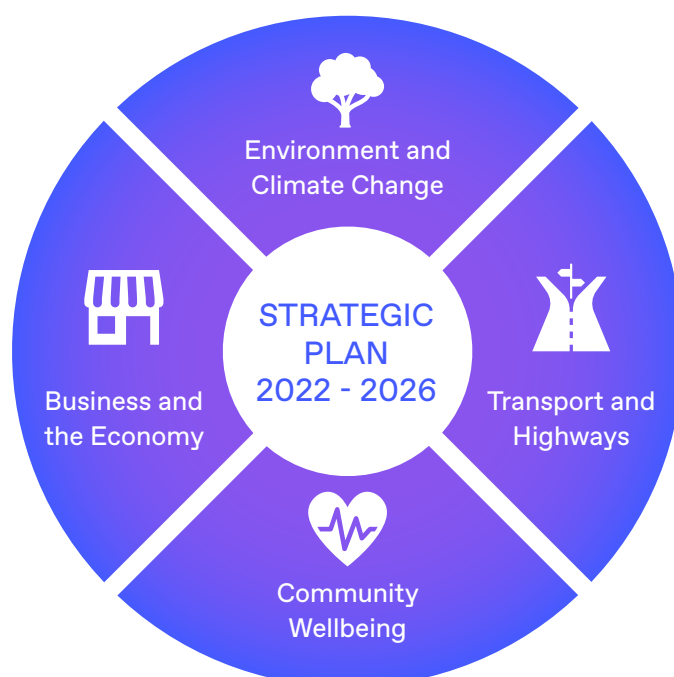 Environment and
Climate Change
STRATEGIC
PLAN
2022 - 2026
Business and
the Economy
Transport and
Highways
Community
Wellbeing